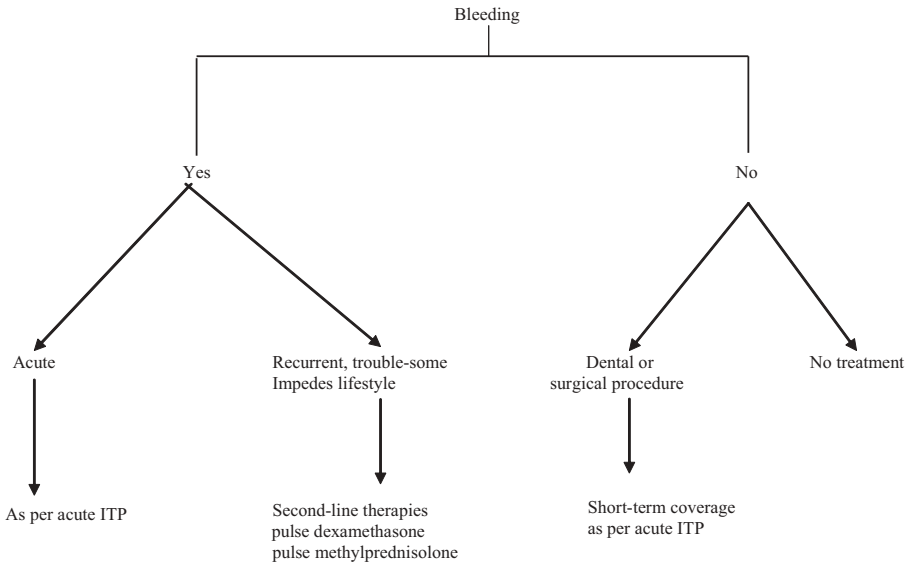 Bleeding
Yes
No
Acute
Recurrent, trouble-some
Impedes lifestyle
Dental or
surgical procedure
No treatment
As per acute ITP
Second-line therapies
pulse dexamethasone
pulse methylprednisolone
Short-term coverage
as per acute ITP